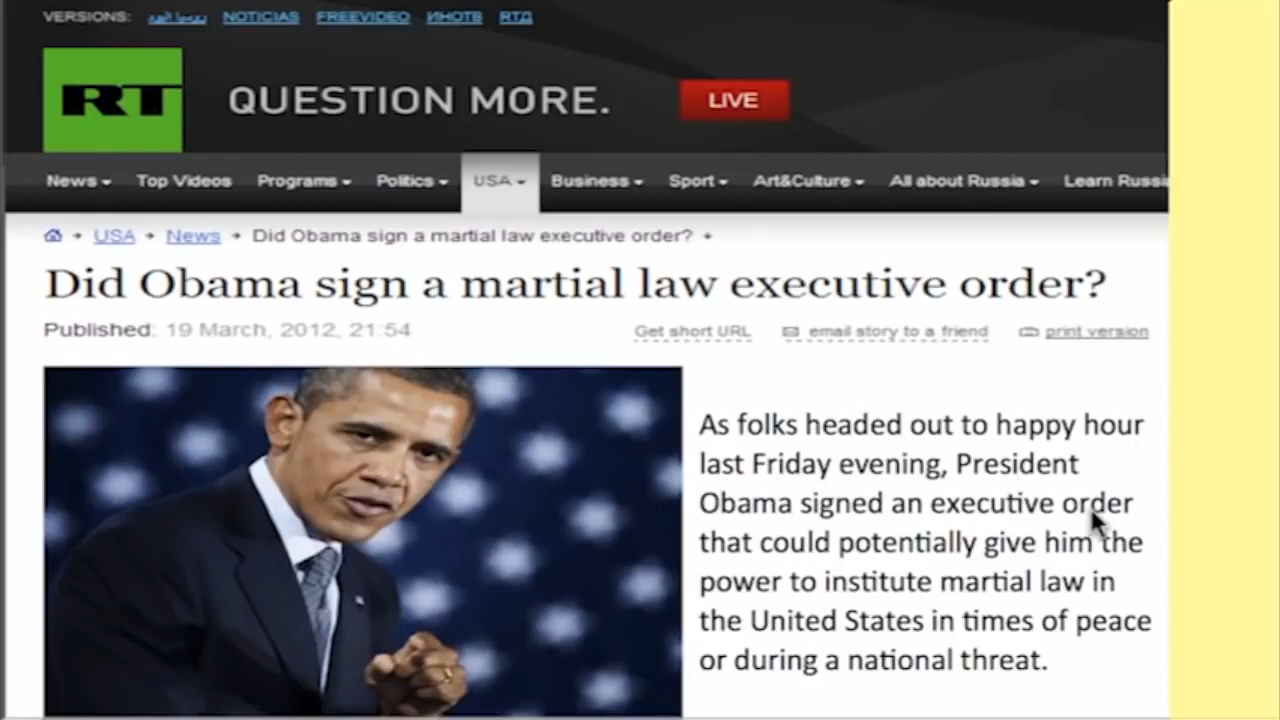 VERSIONS: NOTICIAS FREEVIDEO ИНОТВ RTД
RT QUESTION MORE. LIVE
News Top Videos Programs Politics USA Business Sport Art&Culture All about Russia Learn Russi
USA News Did Obama sign a martial law executive order?
Did Obama sign a martial law executive order?
Published: 19 March, 2012, 21:54 Get short URL email story to a friend print version
As folks headed out to happy hour
last Friday evening, President
Obama signed an executive order
that could potentially give him the
power to institute martial law in
the United States in times of peace
or during a national threat.